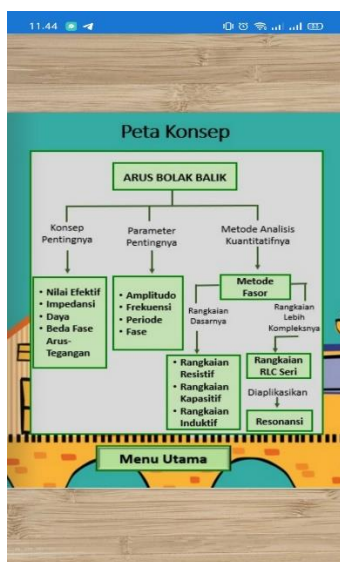 11.44
Peta Konsep
ARUS BOLAK BALIK
Konsep
Pentingnya
Parameter
Pentingnya
Metode Analisis
Kuantitatifnya
• Nilai Efektif
• Impedansi
• Daya
• Beda Fase
Arus-
Tegangan
• Amplitudo
• Frekuensi
• Periode
• Fase
Metode
Fasor
Rangkaian
Dasarnya
Rangkaian
Lebih
Kompleksnya
• Rangkaian
Resistif
• Rangkaian
Kapasitif
• Rangkaian
Induktif
Rangkaian
RLC Seri
Diaplikasikan
Resonansi
Menu Utama